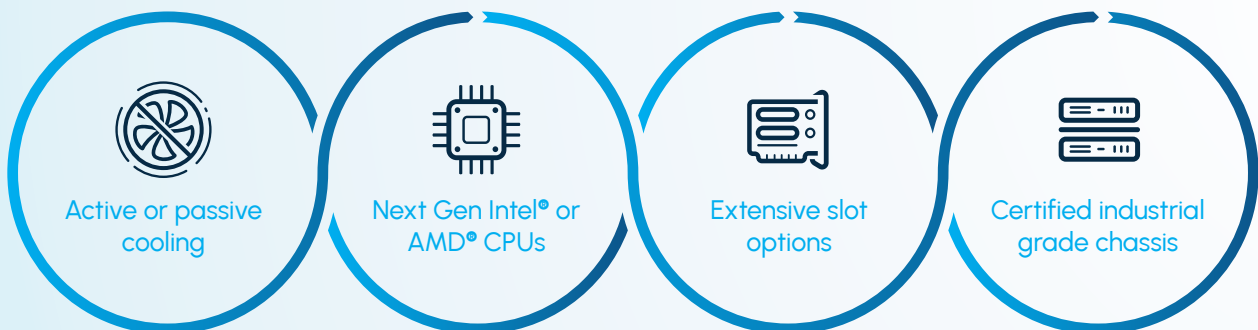 Active or passive
cooling
Next Gen Intel® or
AMD® CPUs
Extensive slot
options
Certified industrial
grade chassis